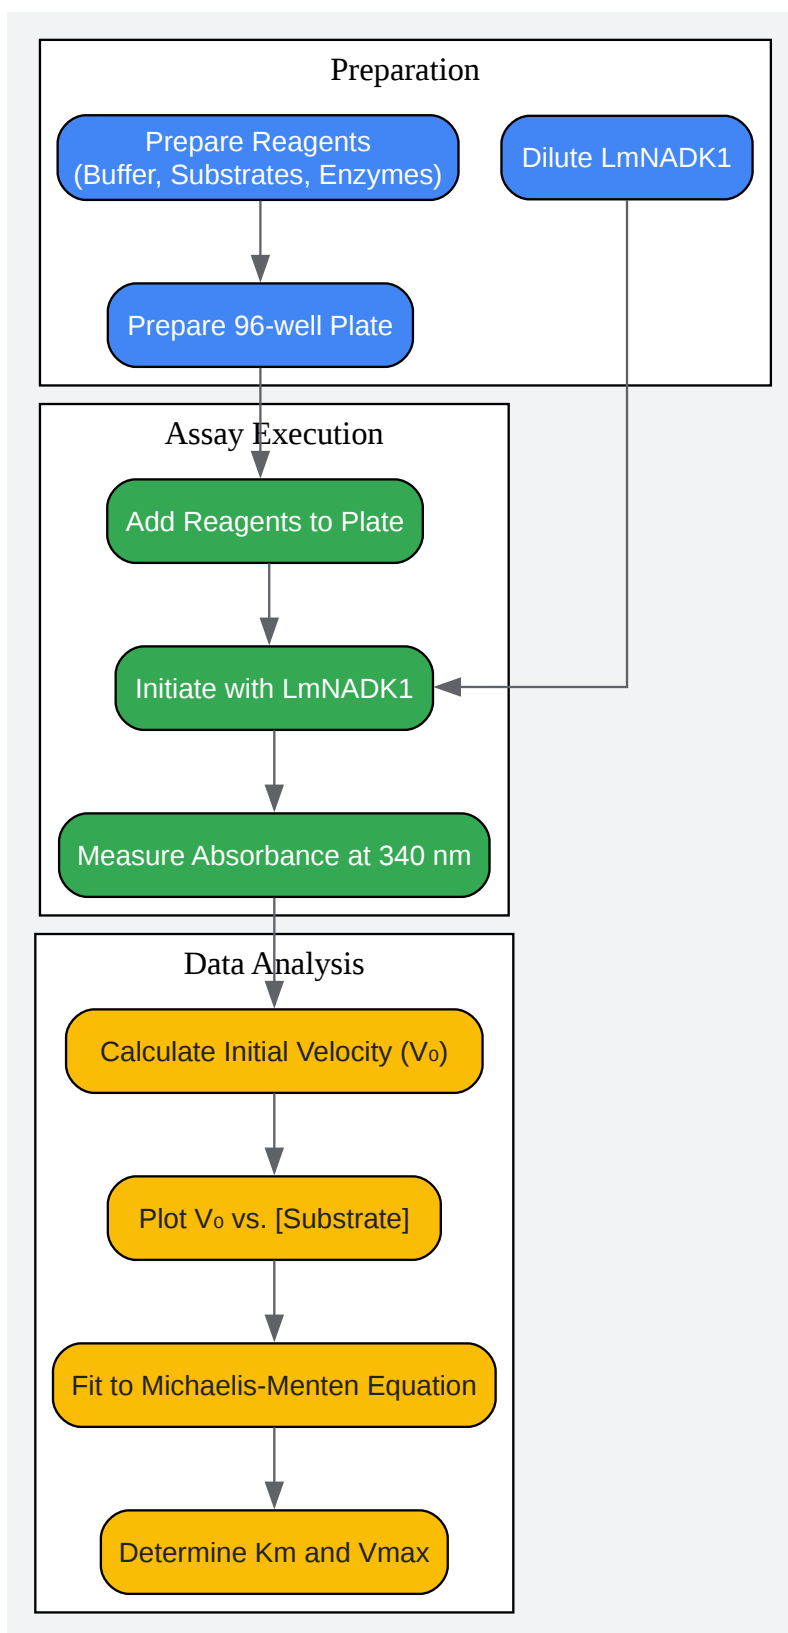 Preparation
Prepare Reagents
(Buffer, Substrates, Enzymes)
Dilute LmNADK1
Prepare 96-well Plate
Assay Execution
Add Reagents to Plate
Initiate with LmNADK1
Measure Absorbance at 340 nm
Data Analysis
Calculate Initial Velocity (V₀)
Plot V₀ vs. [Substrate]
Fit to Michaelis-Menten Equation
Determine Km and Vmax